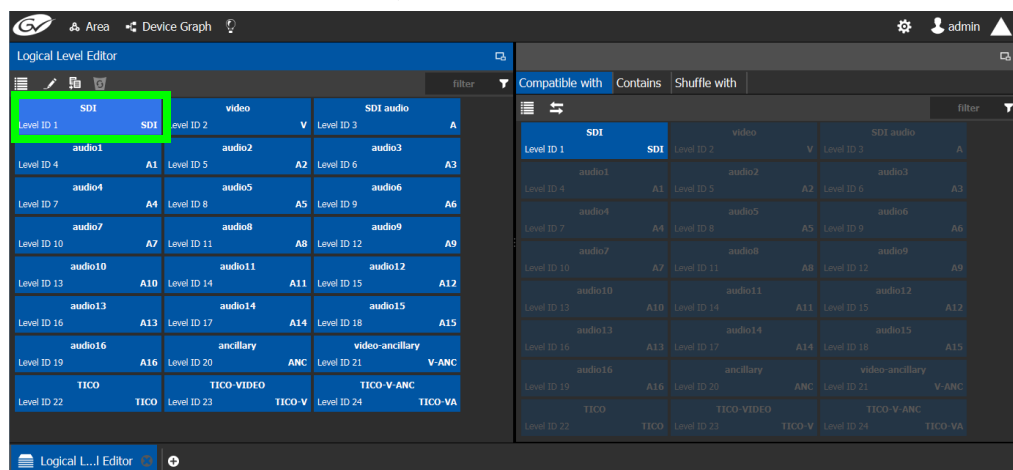 GV Area Device Graph admin
Logical Level Editor
filter Compatible with Contains Shuffle with
filter
SDI video SDI audio
Level ID 1 SDI Level ID 2 V Level ID 3 A
audio1 audio2 audio3
Level ID 4 A1 Level ID 5 A2 Level ID 6 A3
audio4 audio5 audio6
Level ID 7 A4 Level ID 8 A5 Level ID 9 A6
audio7 audio8 audio9
Level ID 10 A7 Level ID 11 A8 Level ID 12 A9
audio10 audio11 audio12
Level ID 13 A10 Level ID 14 A11 Level ID 15 A12
audio13 audio14 audio15
Level ID 16 A13 Level ID 17 A14 Level ID 18 A15
audio16 ancillary video-ancillary
Level ID 19 A16 Level ID 20 ANC Level ID 21 V-ANC
TICO TICO-VIDEO TICO-V-ANC
Level ID 22 TICO Level ID 23 TICO-V Level ID 24 TICO-VA
SDI video SDI audio
Level ID 1 SDI Level ID 2 V Level ID 3 A
audio1 audio2 audio3
Level ID 4 A1 Level ID 5 A2 Level ID 6 A3
audio4 audio5 audio6
Level ID 7 A4 Level ID 8 A5 Level ID 9 A6
audio7 audio8 audio9
Level ID 10 A7 Level ID 11 A8 Level ID 12 A9
audio10 audio11 audio12
Level ID 13 A10 Level ID 14 A11 Level ID 15 A12
audio13 audio14 audio15
Level ID 16 A13 Level ID 17 A14 Level ID 18 A15
audio16 ancillary video-ancillary
Level ID 19 A16 Level ID 20 ANC Level ID 21 V-ANC
TICO TICO-VIDEO TICO-V-ANC
Level ID 22 TICO Level ID 23 TICO-V Level ID 24 TICO-VA
Logical L...l Editor